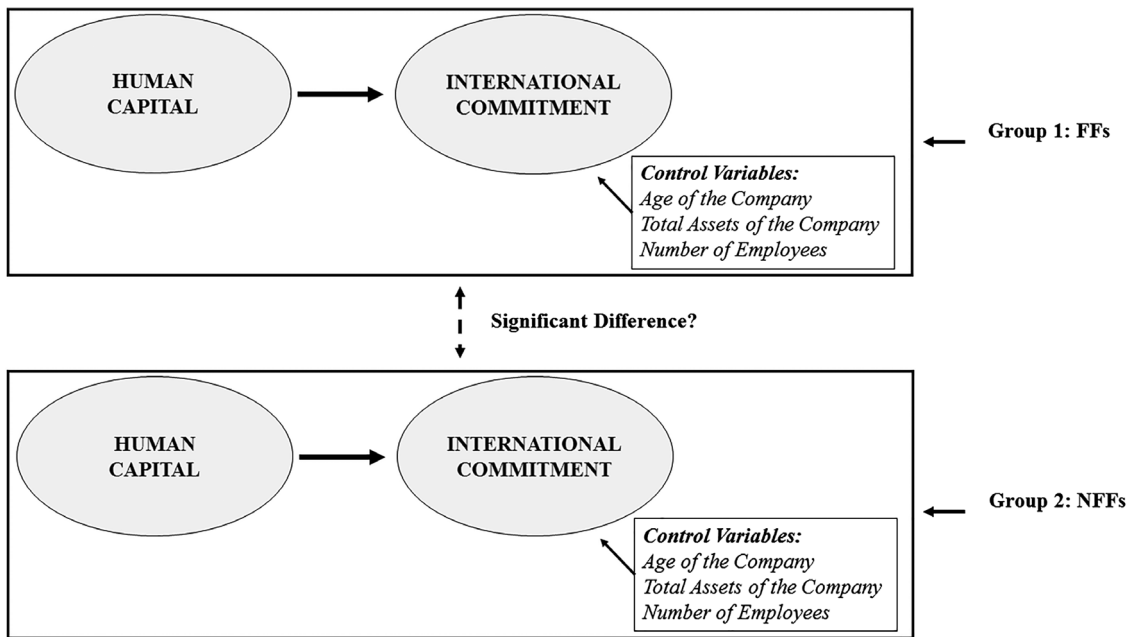 HUMAN
CAPITAL
INTERNATIONAL
COMMITMENT
Group 1: FFs
Control Variables:
Age of the Company
Total Assets of the Company
Number of Employees
Significant Difference?
HUMAN
CAPITAL
INTERNATIONAL
COMMITMENT
Group 2: NFFs
Control Variables:
Age of the Company
Total Assets of the Company
Number of Employees